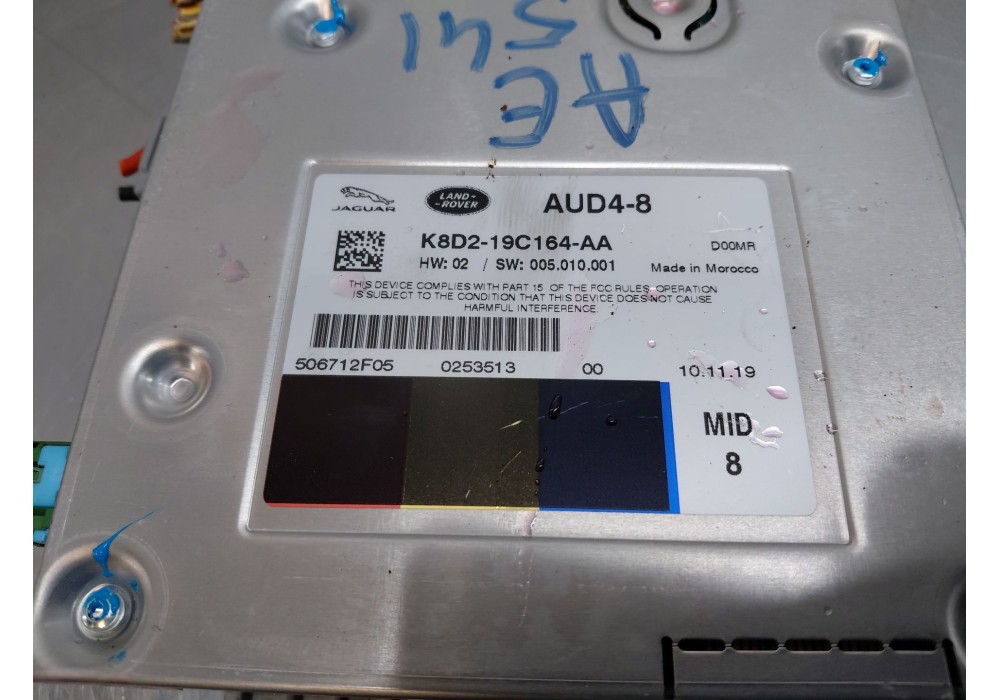 AE
541
JAGUAR
LAND-
-ROVER
AUD4-8
K8D2-19C164-AA
D00MR
HW: 02 / SW: 005.010.001
Made in Morocco
THIS DEVICE COMPLIES WITH PART 15 OF THE FCC RULES. OPERATION
IS SUBJECT TO THE CONDITION THAT THIS DEVICE DOES NOT CAUSE
HARMFUL INTERFERENCE.
506712F05 0253513 00 10.11.19
MID
8